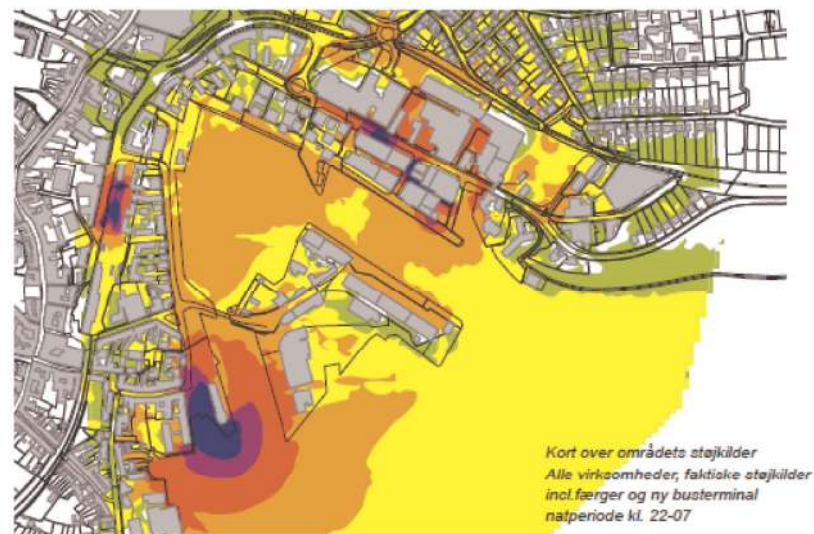 Kort over områdets støjkilder
Alle virksomheder, faktiske støjkilder
incl.færger og ny busterminal
natperiode kl. 22-07